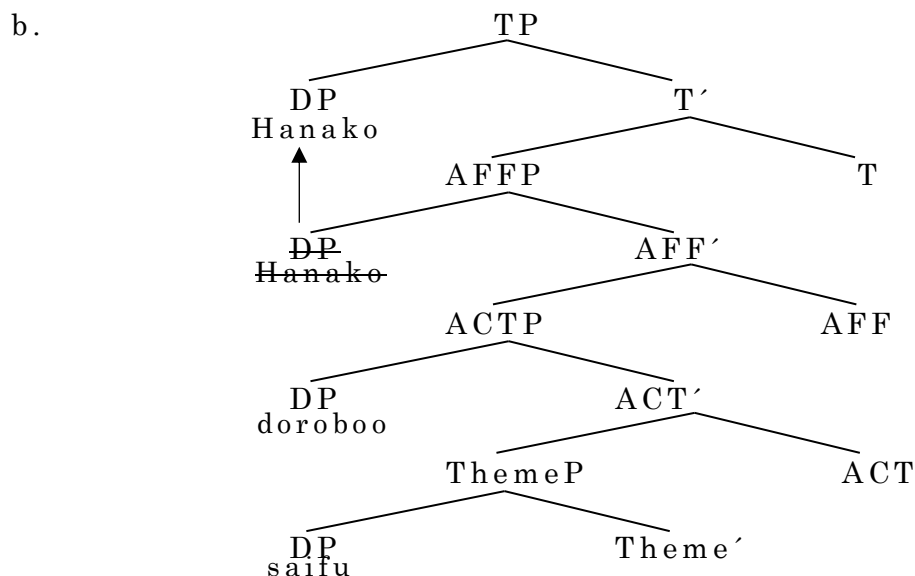 b. TP
DP T´
Hanako
AFFP T
DP AFF´
Hanako
ACTP AFF
DP ACT´
doroboo
ThemeP ACT
DP Theme´
saifu